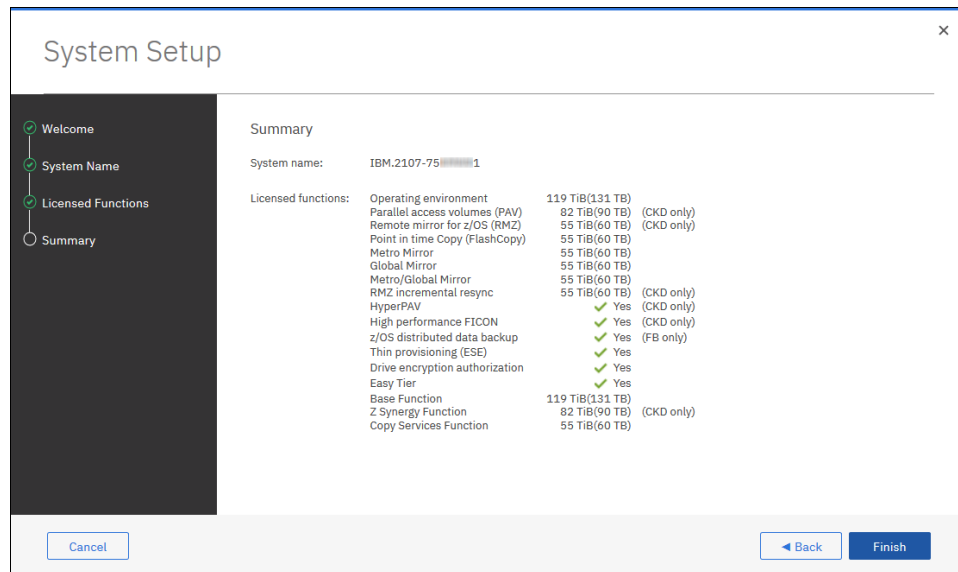 System Setup
Welcome
System Name
Licensed Functions
Summary
Summary
System name: IBM.2107-75 1
Licensed functions: Operating environment 119 TiB(131 TB)
Parallel access volumes (PAV) 82 TiB(90 TB) (CKD only)
Remote mirror for z/OS (RMZ) 55 TiB(60 TB) (CKD only)
Point in time Copy (FlashCopy) 55 TiB(60 TB)
Metro Mirror 55 TiB(60 TB)
Global Mirror 55 TiB(60 TB)
Metro/Global Mirror 55 TiB(60 TB)
RMZ incremental resync 55 TiB(60 TB) (CKD only)
HyperPAV Yes (CKD only)
High performance FICON Yes (CKD only)
z/OS distributed data backup Yes (FB only)
Thin provisioning (ESE) Yes
Drive encryption authorization Yes
Easy Tier Yes
Base Function 119 TiB(131 TB)
Z Synergy Function 82 TiB(90 TB) (CKD only)
Copy Services Function 55 TiB(60 TB)
Cancel
Back
Finish